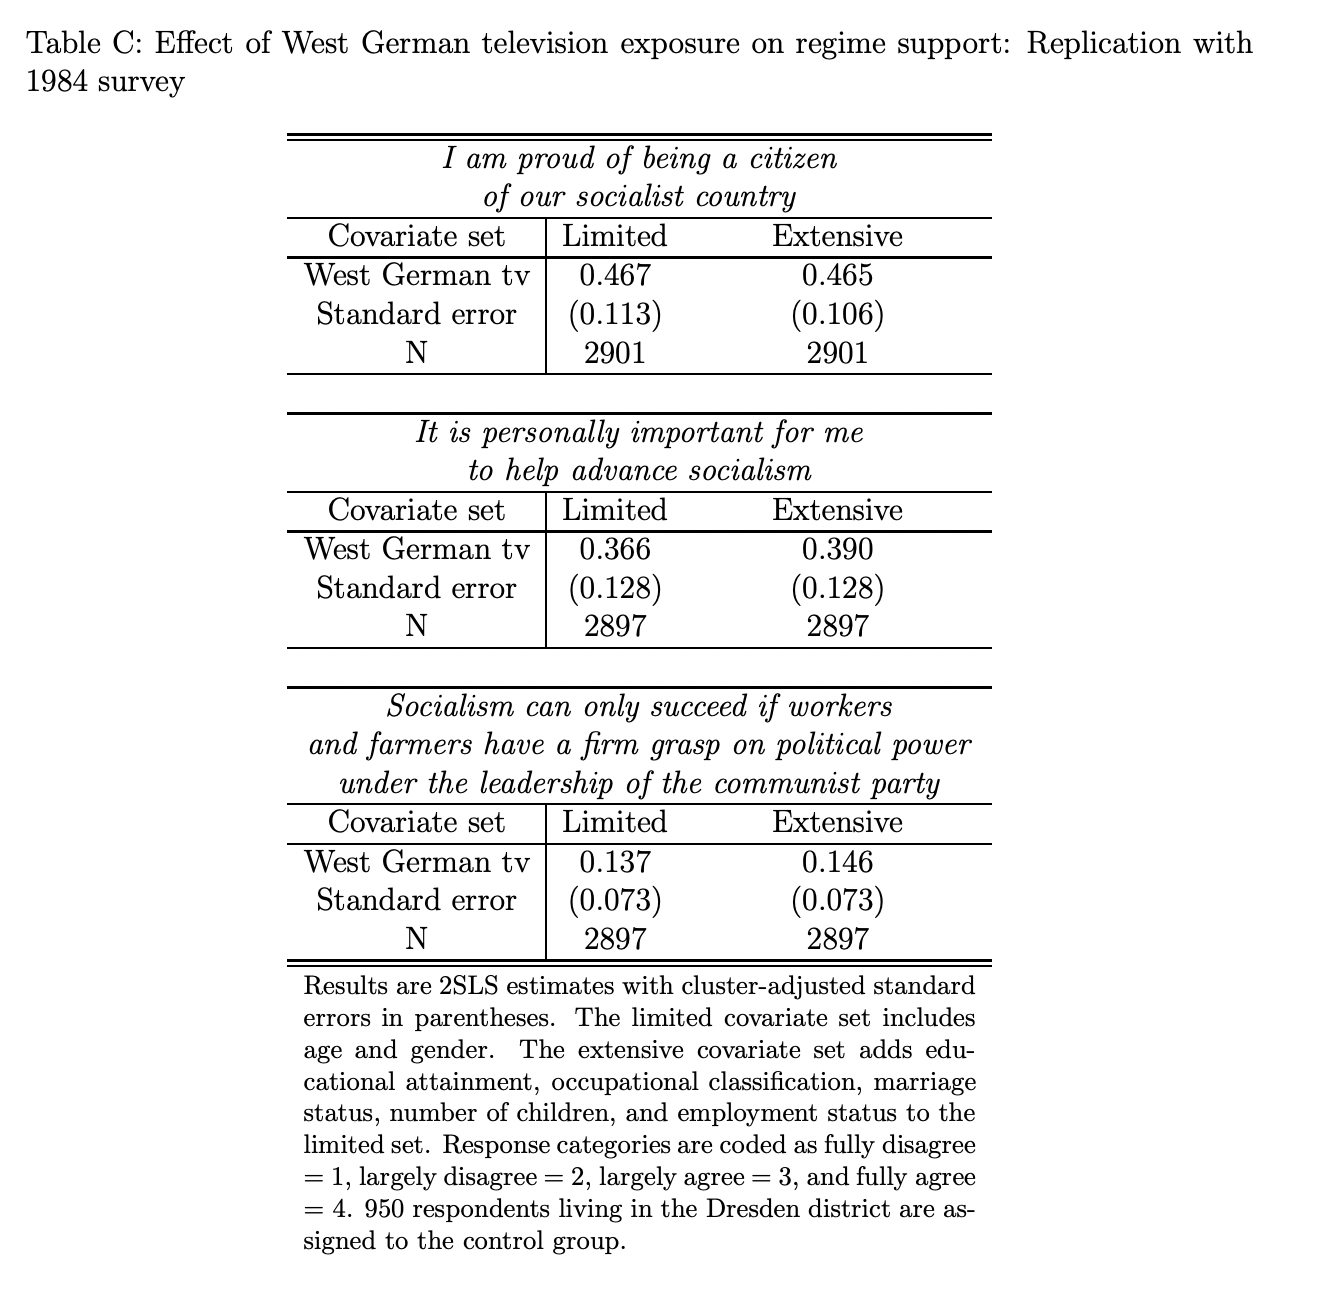 Table C: Effect of West German television exposure on regime support: Replication with
1984 survey
I am proud of being a citizen
of our socialist country
Covariate set Limited Extensive
West German tv 0.467 0.465
Standard error (0.113) (0.106)
N 2901 2901
It is personally important for me
to help advance socialism
Covariate set Limited Extensive
West German tv 0.366 0.390
Standard error (0.128) (0.128)
N 2897 2897
Socialism can only succeed if workers
and farmers have a firm grasp on political power
under the leadership of the communist party
Covariate set Limited Extensive
West German tv 0.137 0.146
Standard error (0.073) (0.073)
N 2897 2897
Results are 2SLS estimates with cluster-adjusted standard
errors in parentheses. The limited covariate set includes
age and gender. The extensive covariate set adds edu-
cational attainment, occupational classification, marriage
status, number of children, and employment status to the
limited set. Response categories are coded as fully disagree
= 1, largely disagree = 2, largely agree = 3, and fully agree
= 4. 950 respondents living in the Dresden district are as-
signed to the control group.